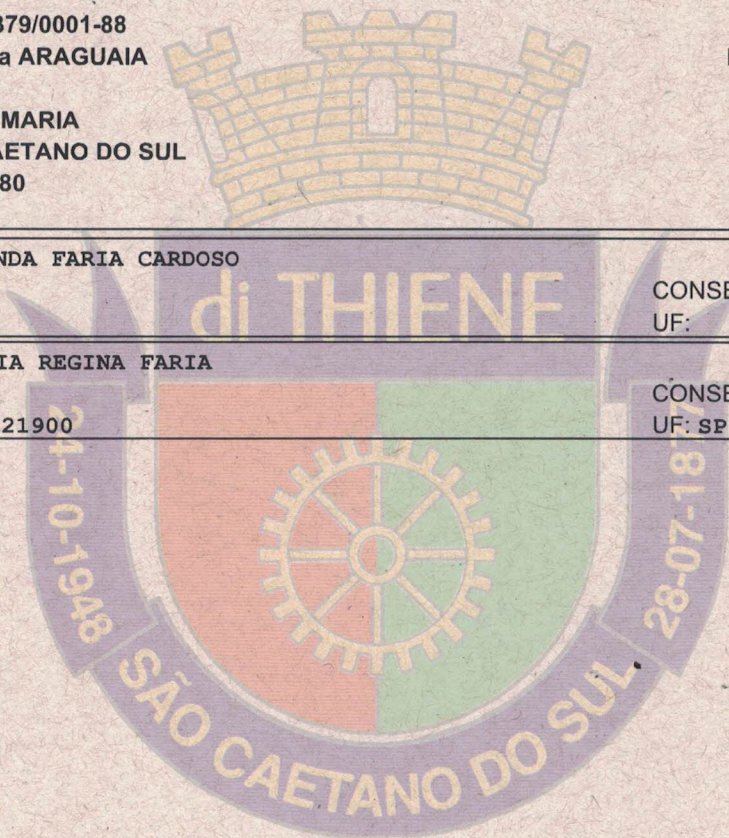 379/0001-88
a ARAGUAIA
MARIA
AETANO DO SUL
80
NDA FARIA CARDOSO
di THIENE
CONSE
UF:
IA REGINA FARIA
CONSE
21900
UF: SP
24-10-1948
28-07-1877
SÃO CAETANO DO SUL